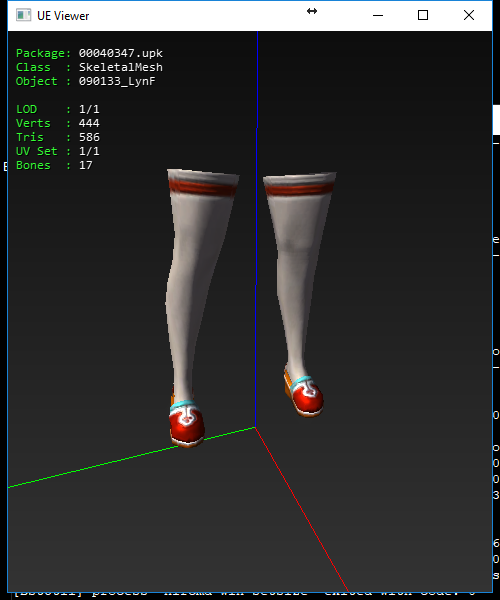 UE Viewer
Package: 00040347.upk
Class : SkeletalMesh
Object : 090133_LynF
LOD : 1/1
Verts : 444
Tris : 586
UV Set : 1/1
Bones : 17